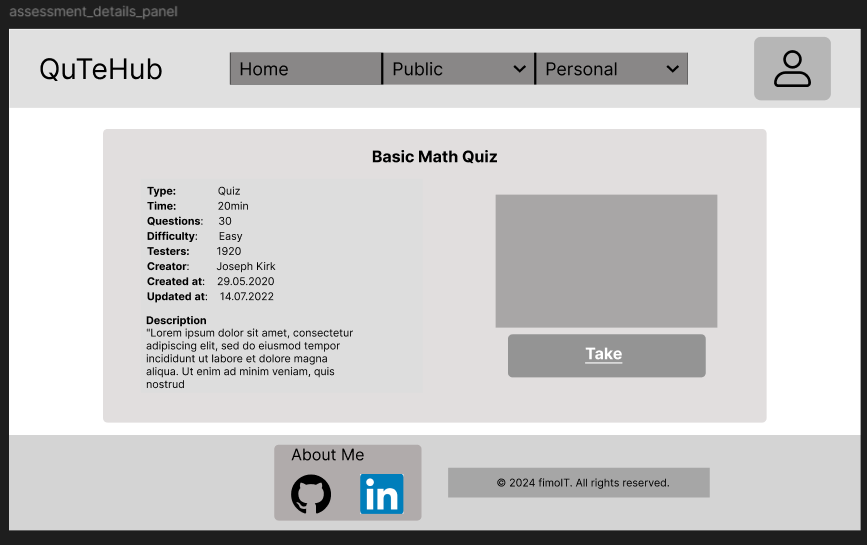 assessment_details_panel
QuTeHub
Home
Public
Personal
Basic Math Quiz
Type: Quiz
Time: 20min
Questions: 30
Difficulty: Easy
Testers: 1920
Creator: Joseph Kirk
Created at: 29.05.2020
Updated at: 14.07.2022
Description
"Lorem ipsum dolor sit amet, consectetur
adipiscing elit, sed do eiusmod tempor
incididunt ut labore et dolore magna
aliqua. Ut enim ad minim veniam, quis
nostrud
Take
About Me
in
© 2024 fimoIT. All rights reserved.